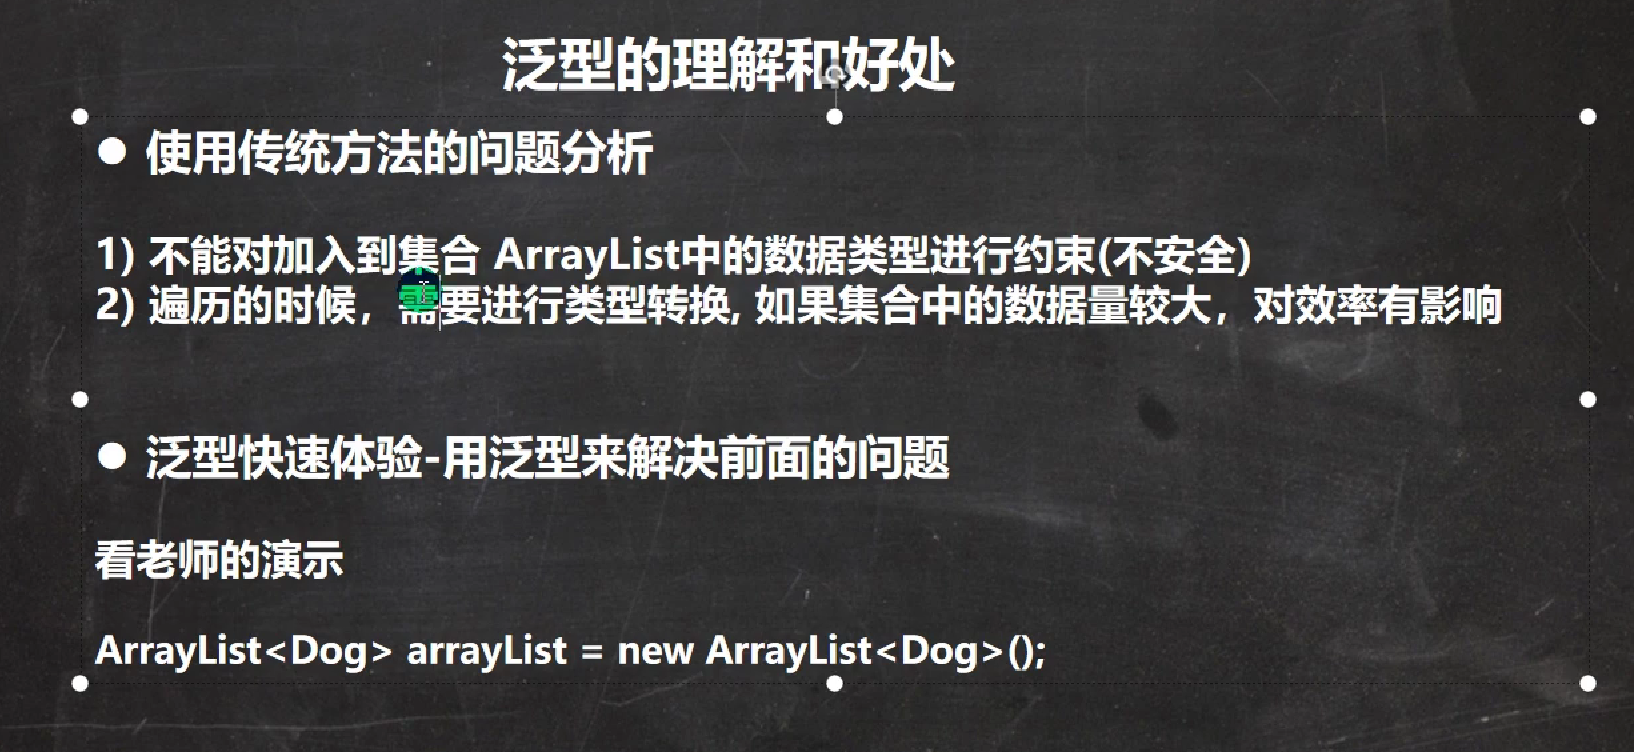 泛型的理解和好处
● 使用传统方法的问题分析
1) 不能对加入到集合 ArrayList中的数据类型进行约束(不安全)
2) 遍历的时候，需要进行类型转换, 如果集合中的数据量较大，对效率有影响
● 泛型快速体验-用泛型来解决前面的问题
看老师的演示
ArrayList<Dog> arrayList = new ArrayList<Dog>();